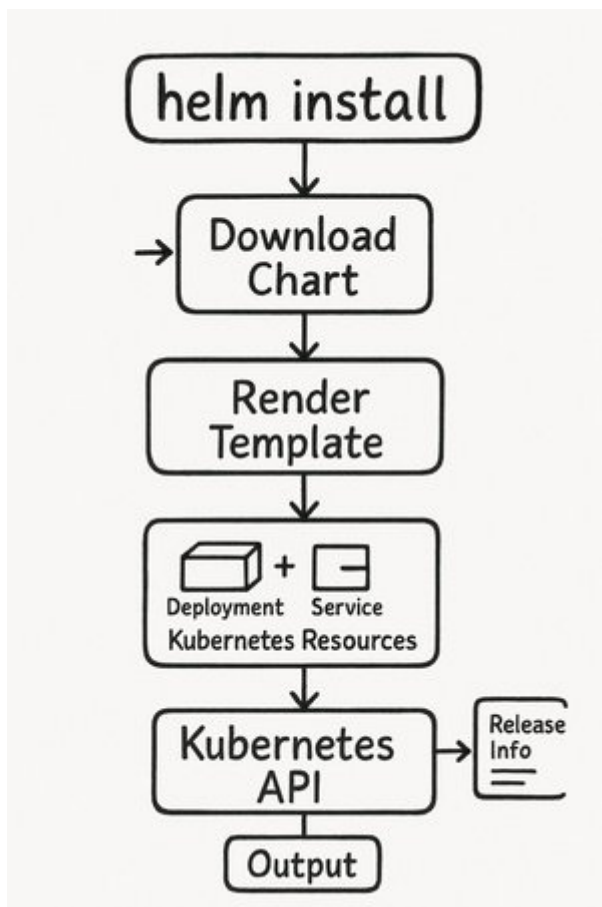 helm install
Download
Chart
Render
Template
Deployment + Service
Kubernetes Resources
Kubernetes
API
Release
Info
Output